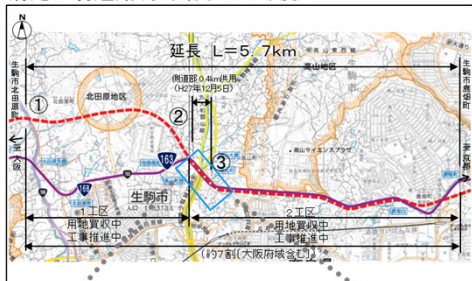 N
延長 L=5.7km
高山地区
側道部 0.4km供用
(H27年12月5日)
生駒市北田原町
生駒市鹿畑町
①
北田原地区
②
③
至大阪
至京都
163
168
高山サイエンスプラザ
生駒市
1工区
用地買収中
工事推進中
2工区
用地買収中
工事推進中
(約7割[大阪府域含む])